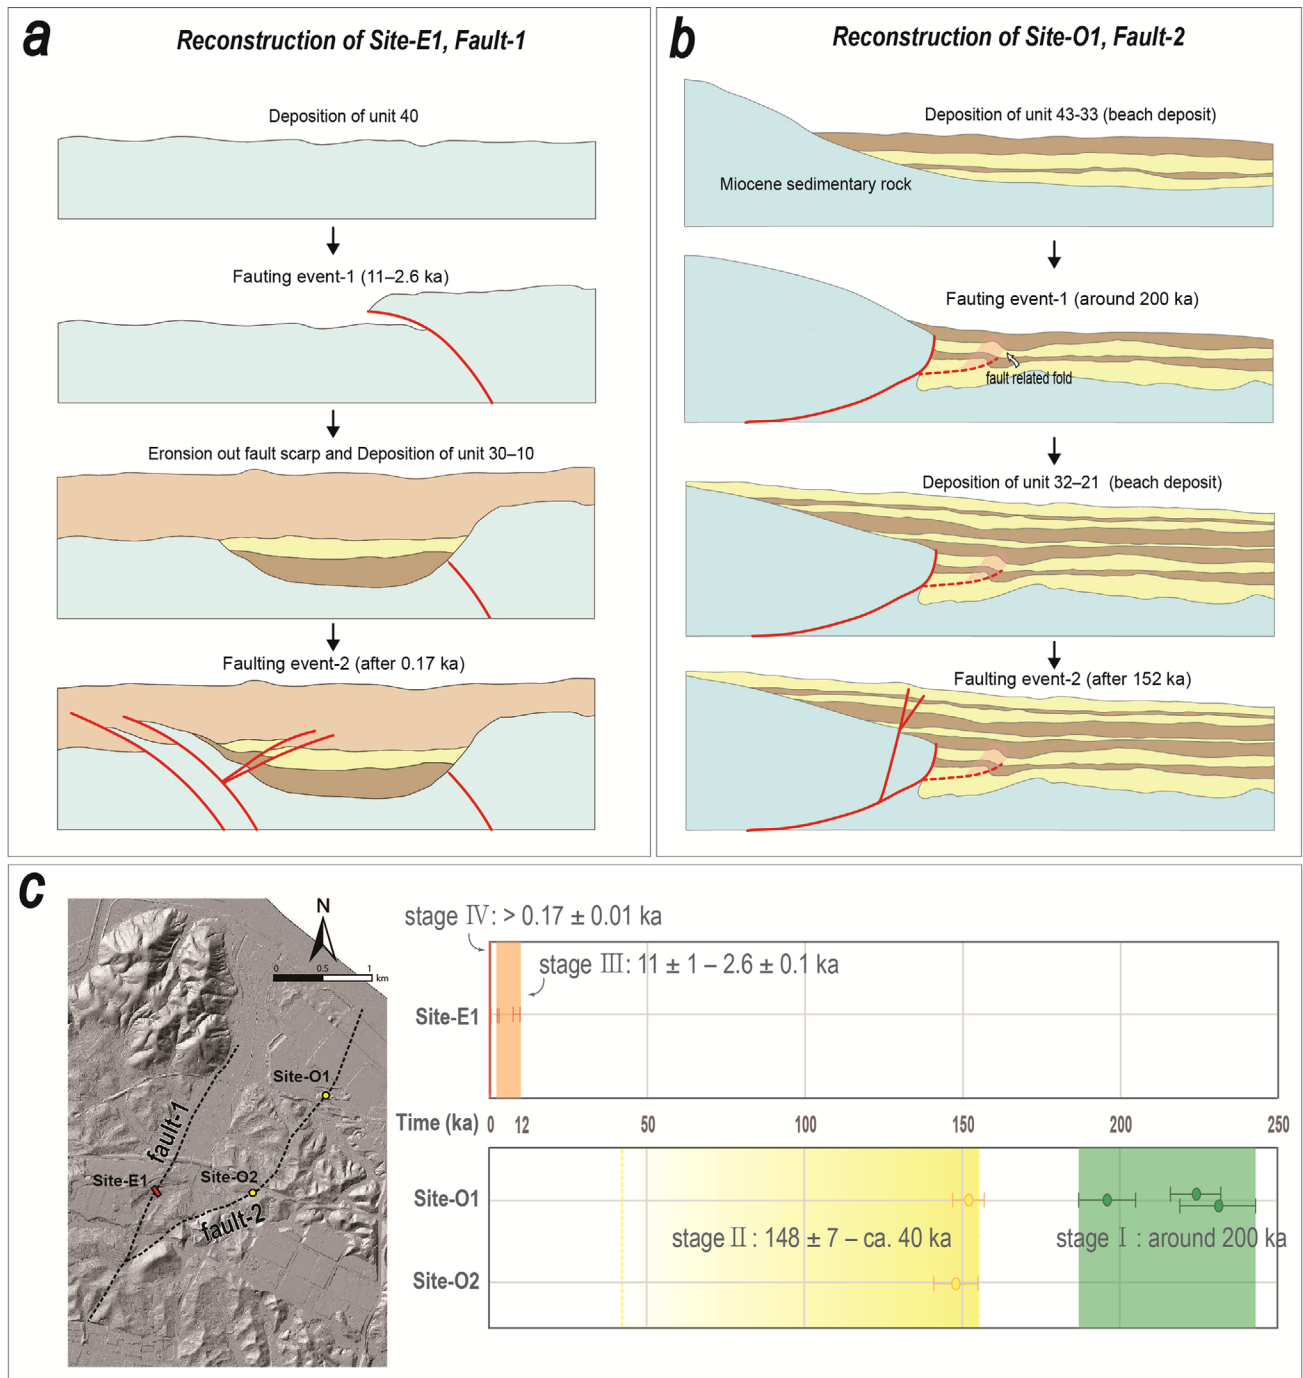 a
Reconstruction of Site-E1, Fault-1
Deposition of unit 40
Fauting event-1 (11–2.6 ka)
Eronsion out fault scarp and Deposition of unit 30–10
Faulting event-2 (after 0.17 ka)
b
Reconstruction of Site-O1, Fault-2
Deposition of unit 43-33 (beach deposit)
Miocene sedimentary rock
Fauting event-1 (around 200 ka)
fault related fold
Deposition of unit 32–21 (beach deposit)
Faulting event-2 (after 152 ka)
c
N
0 0.5 1
km
Site-O1
fault-1
Site-E1
Site-O2
fault-2
stage Ⅳ: > 0.17 ± 0.01 ka
stage Ⅲ: 11 ± 1 – 2.6 ± 0.1 ka
Site-E1
Time (ka) 0 12 50 100 150 200 250
Site-O1
stage Ⅱ : 148 ± 7 – ca. 40 ka
stage Ⅰ : around 200 ka
Site-O2